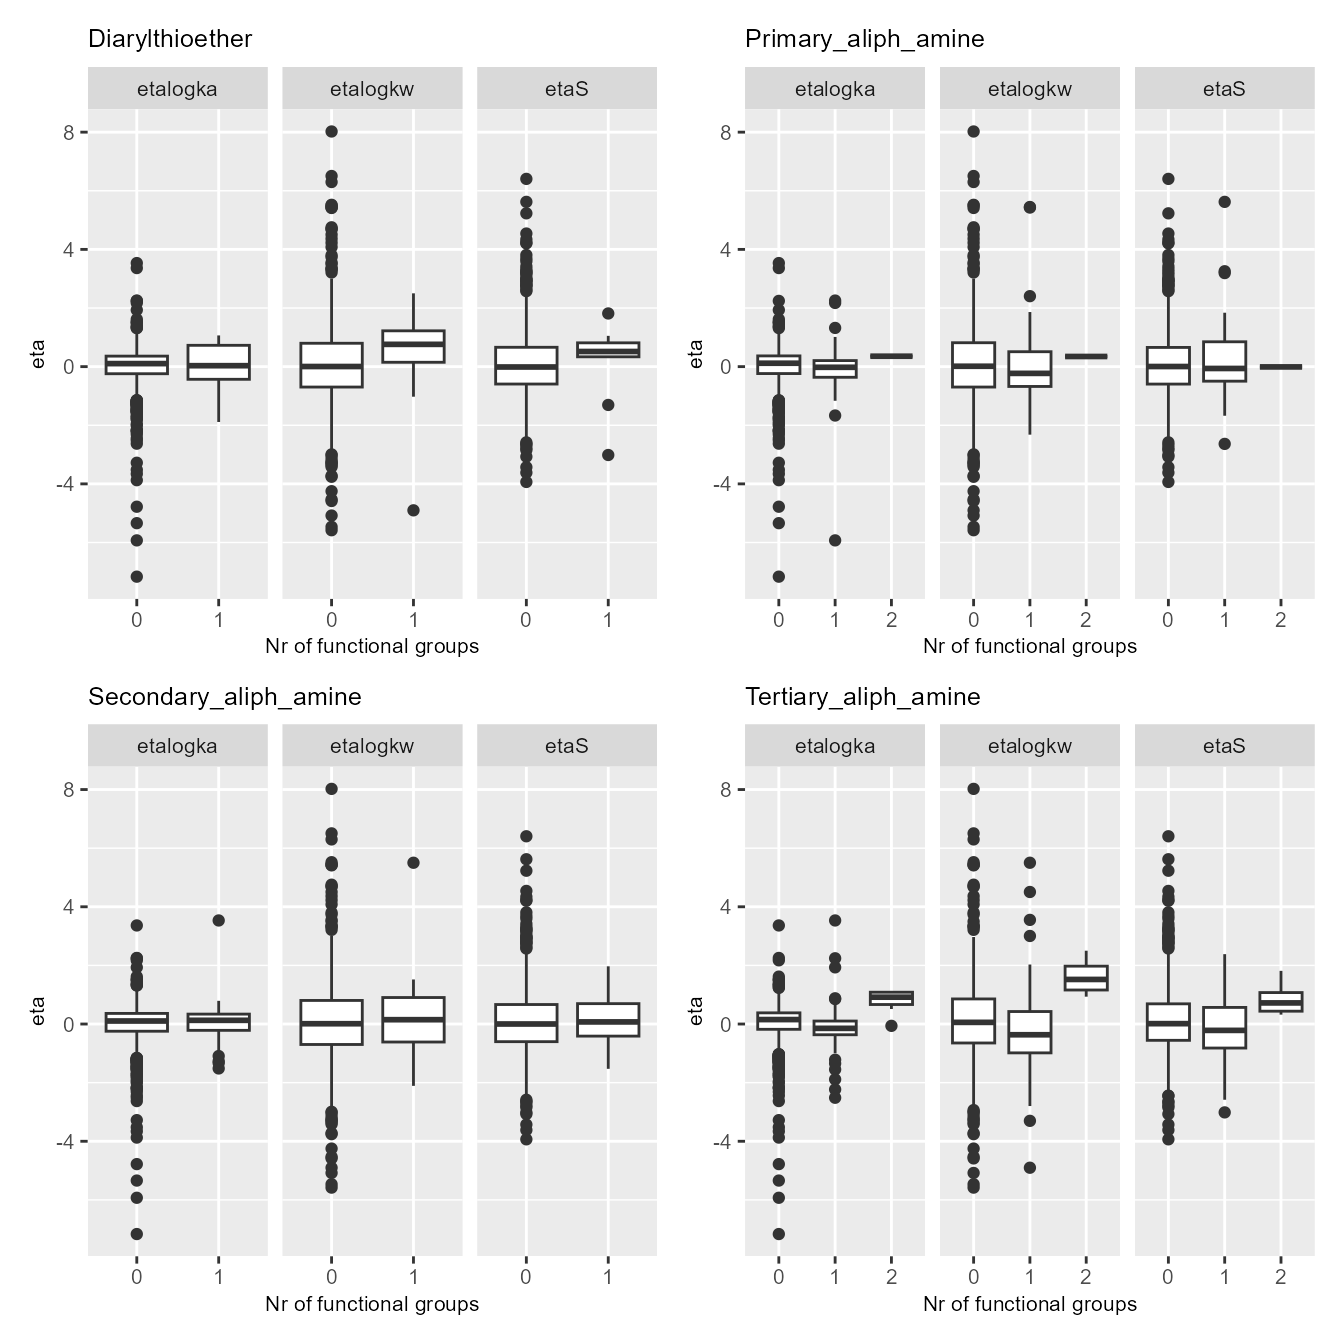 Diarylthioether
Primary_aliph_amine
etalogka etalogkw etaS
etalogka etalogkw etaS
eta
8
4
0
-4
0 1 0 1 0 1
Nr of functional groups
eta
8
4
0
-4
0 1 2 0 1 2 0 1 2
Nr of functional groups
Secondary_aliph_amine
Tertiary_aliph_amine
etalogka etalogkw etaS
etalogka etalogkw etaS
eta
8
4
0
-4
0 1 0 1 0 1
Nr of functional groups
eta
8
4
0
-4
0 1 2 0 1 2 0 1 2
Nr of functional groups